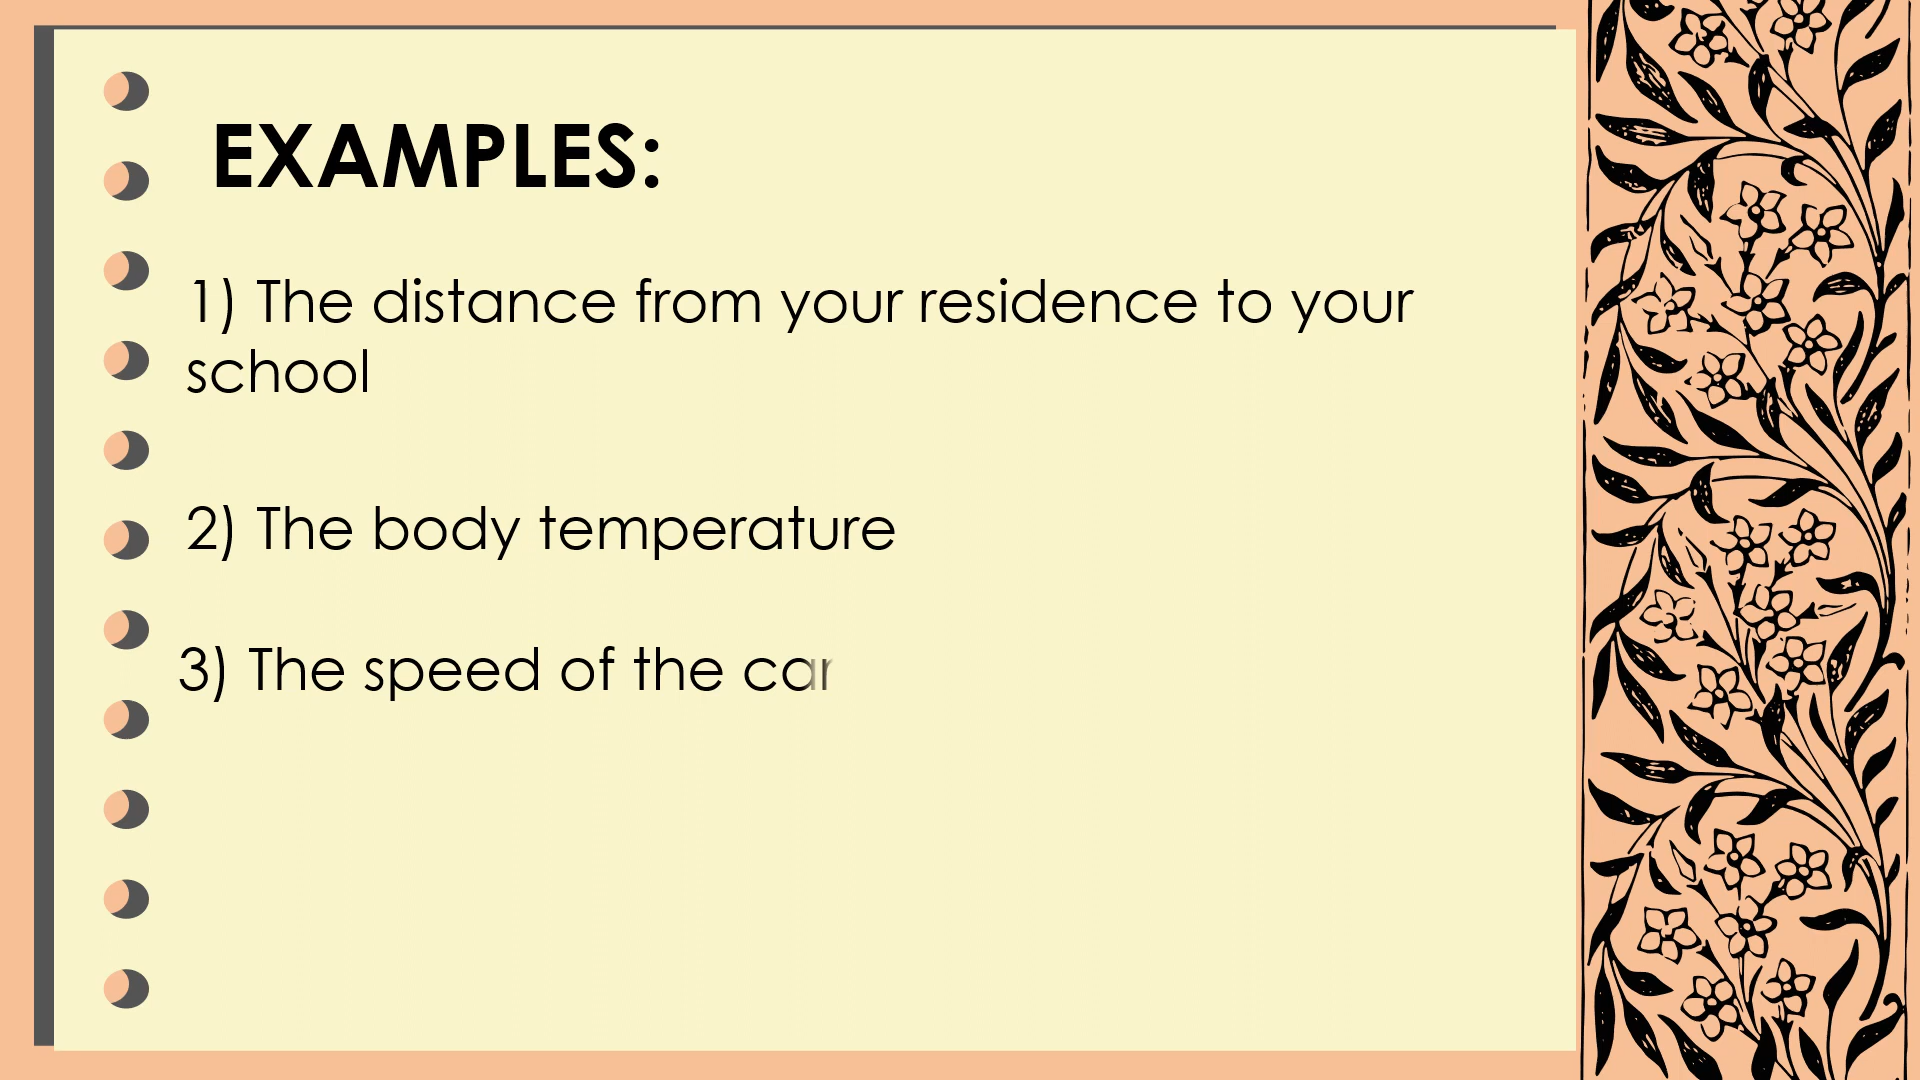 EXAMPLES:
1) The distance from your residence to your
school
2) The body temperature
3) The speed of the car